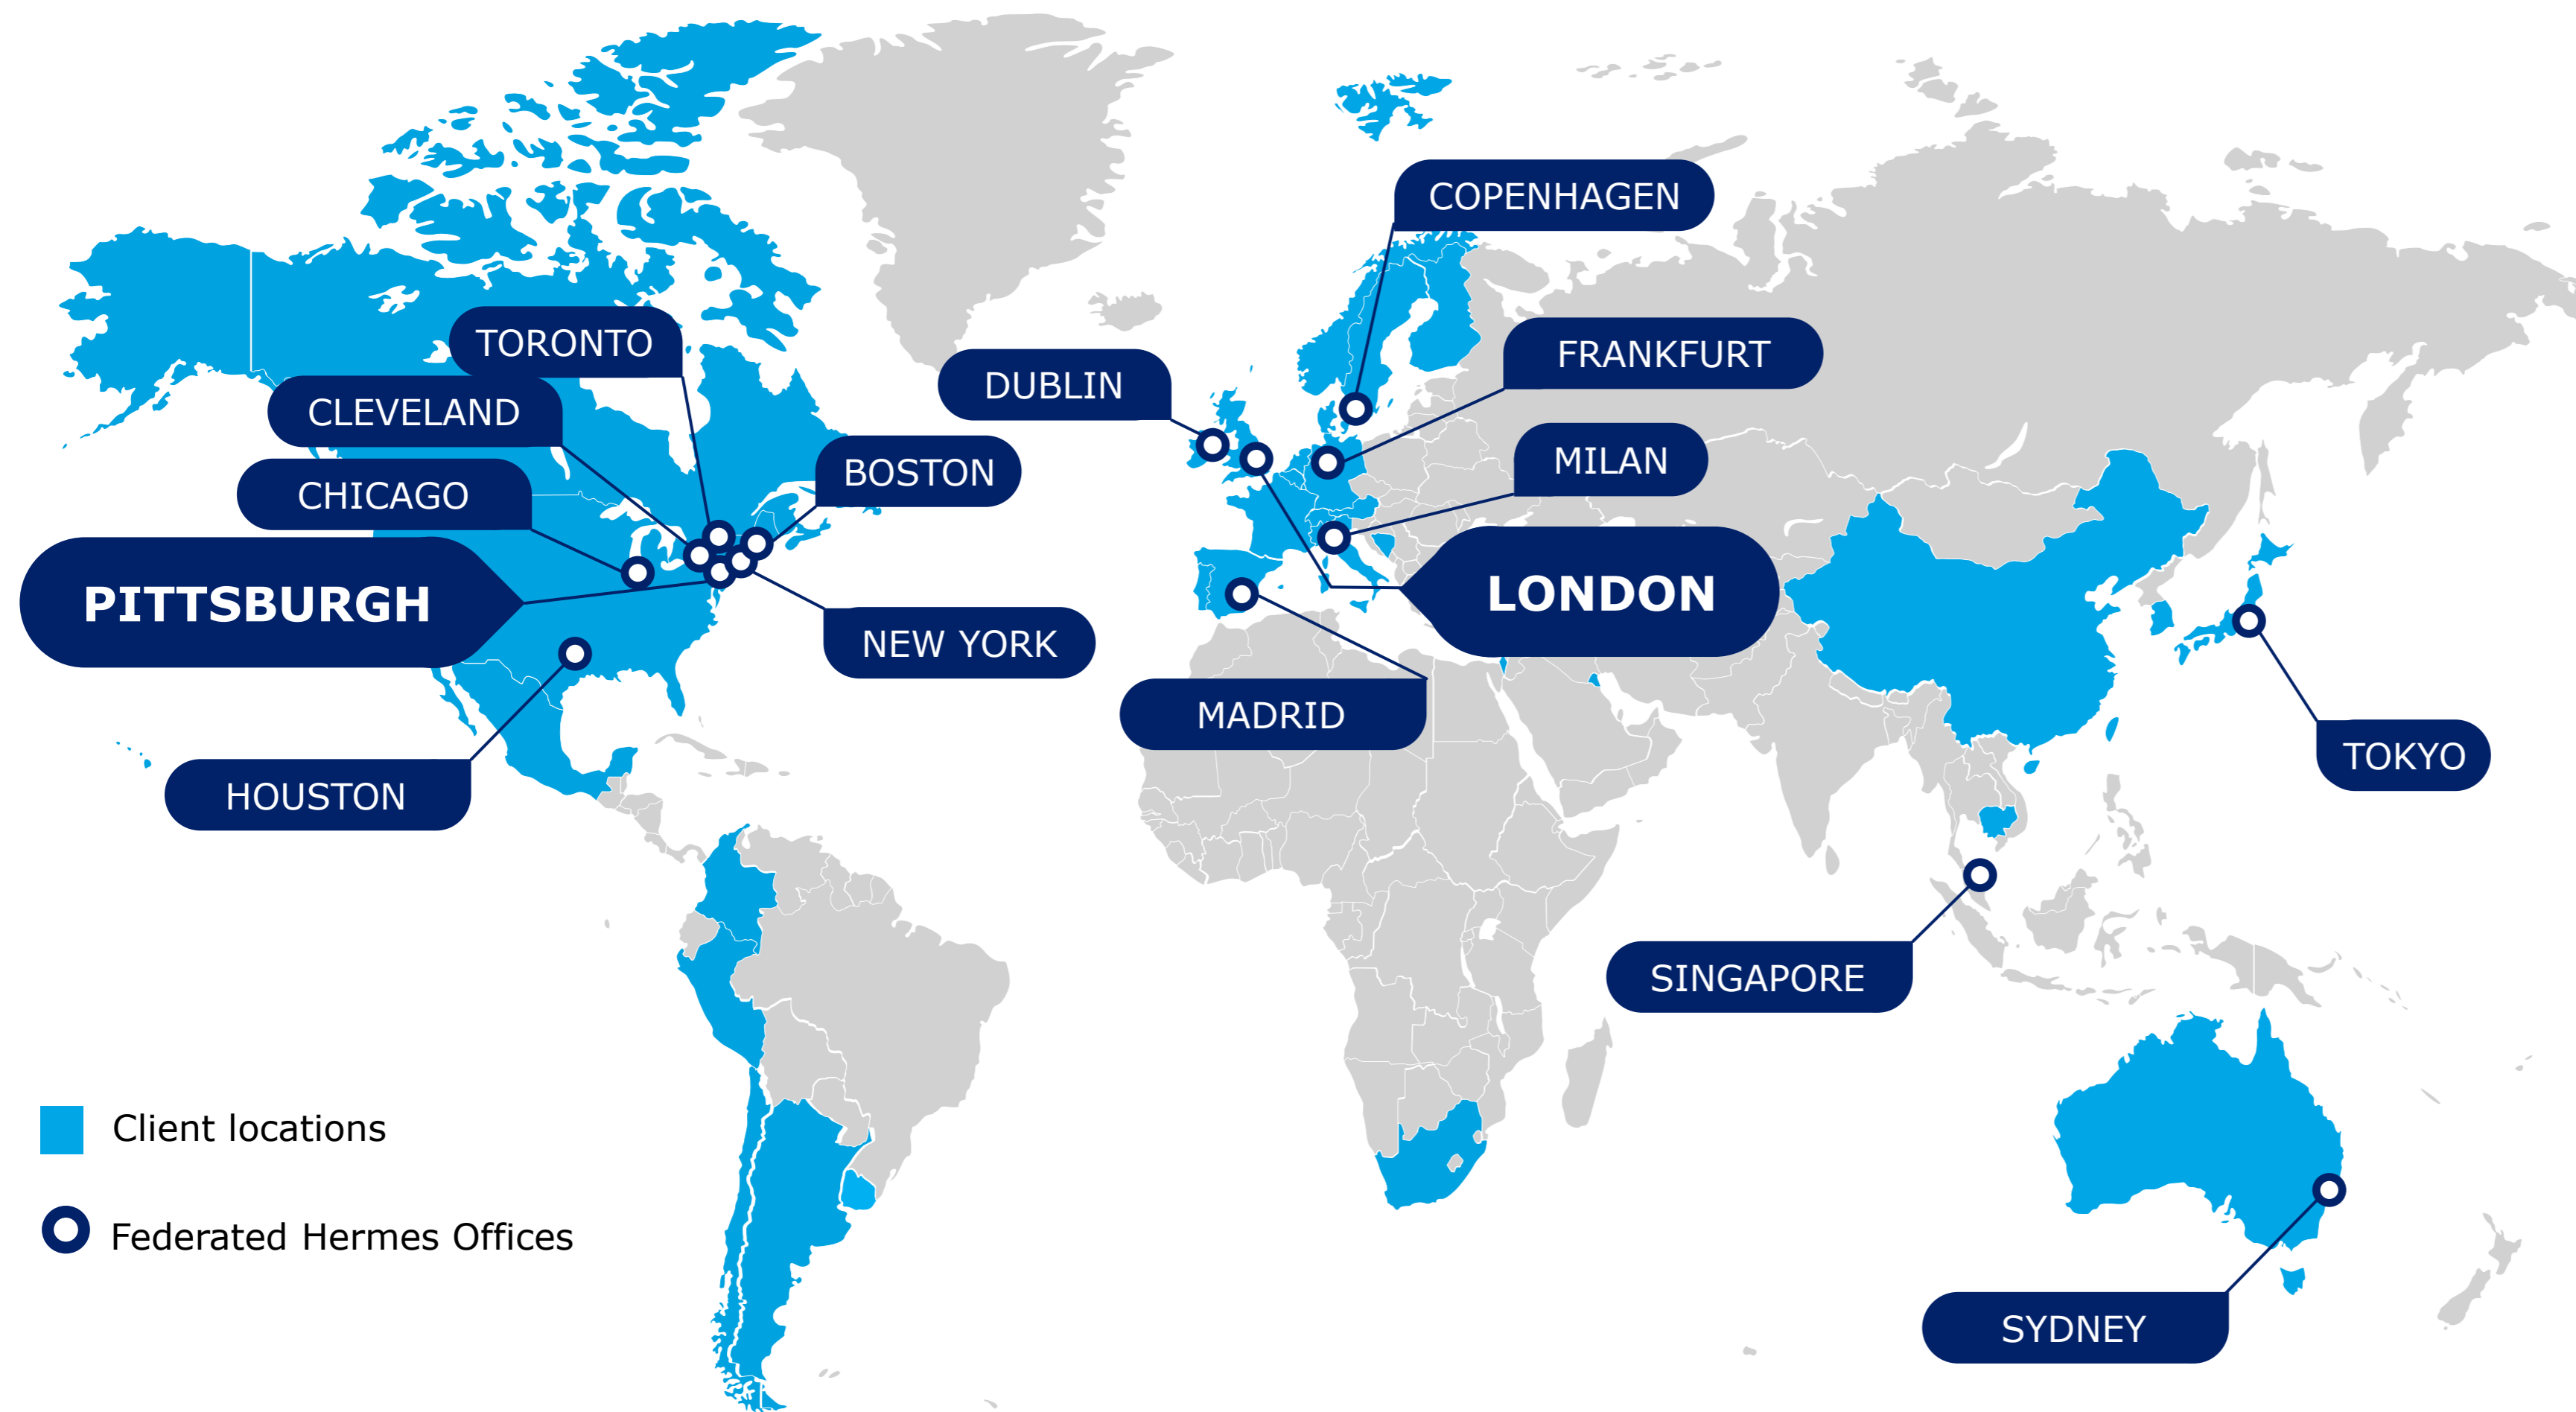 COPENHAGEN
TORONTO
FRANKFURT
DUBLIN
CLEVELAND
BOSTON
MILAN
CHICAGO
PITTSBURGH
LONDON
NEW YORK
MADRID
TOKYO
HOUSTON
SINGAPORE
Client locations
Federated Hermes Offices
SYDNEY